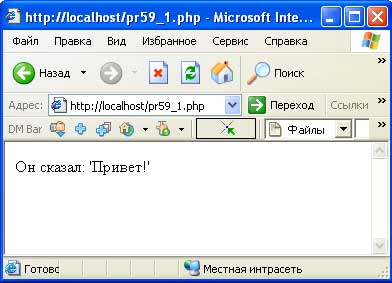 http://localhost/pr59_1.php - Microsoft Inte...
Файл Правка Вид Избранное Сервис Справка »
Назад Поиск »
Адрес: http://localhost/pr59_1.php Переход Ссылки »
DM Bar Файлы »
Он сказал: 'Привет!'
Готово Местная интрасеть